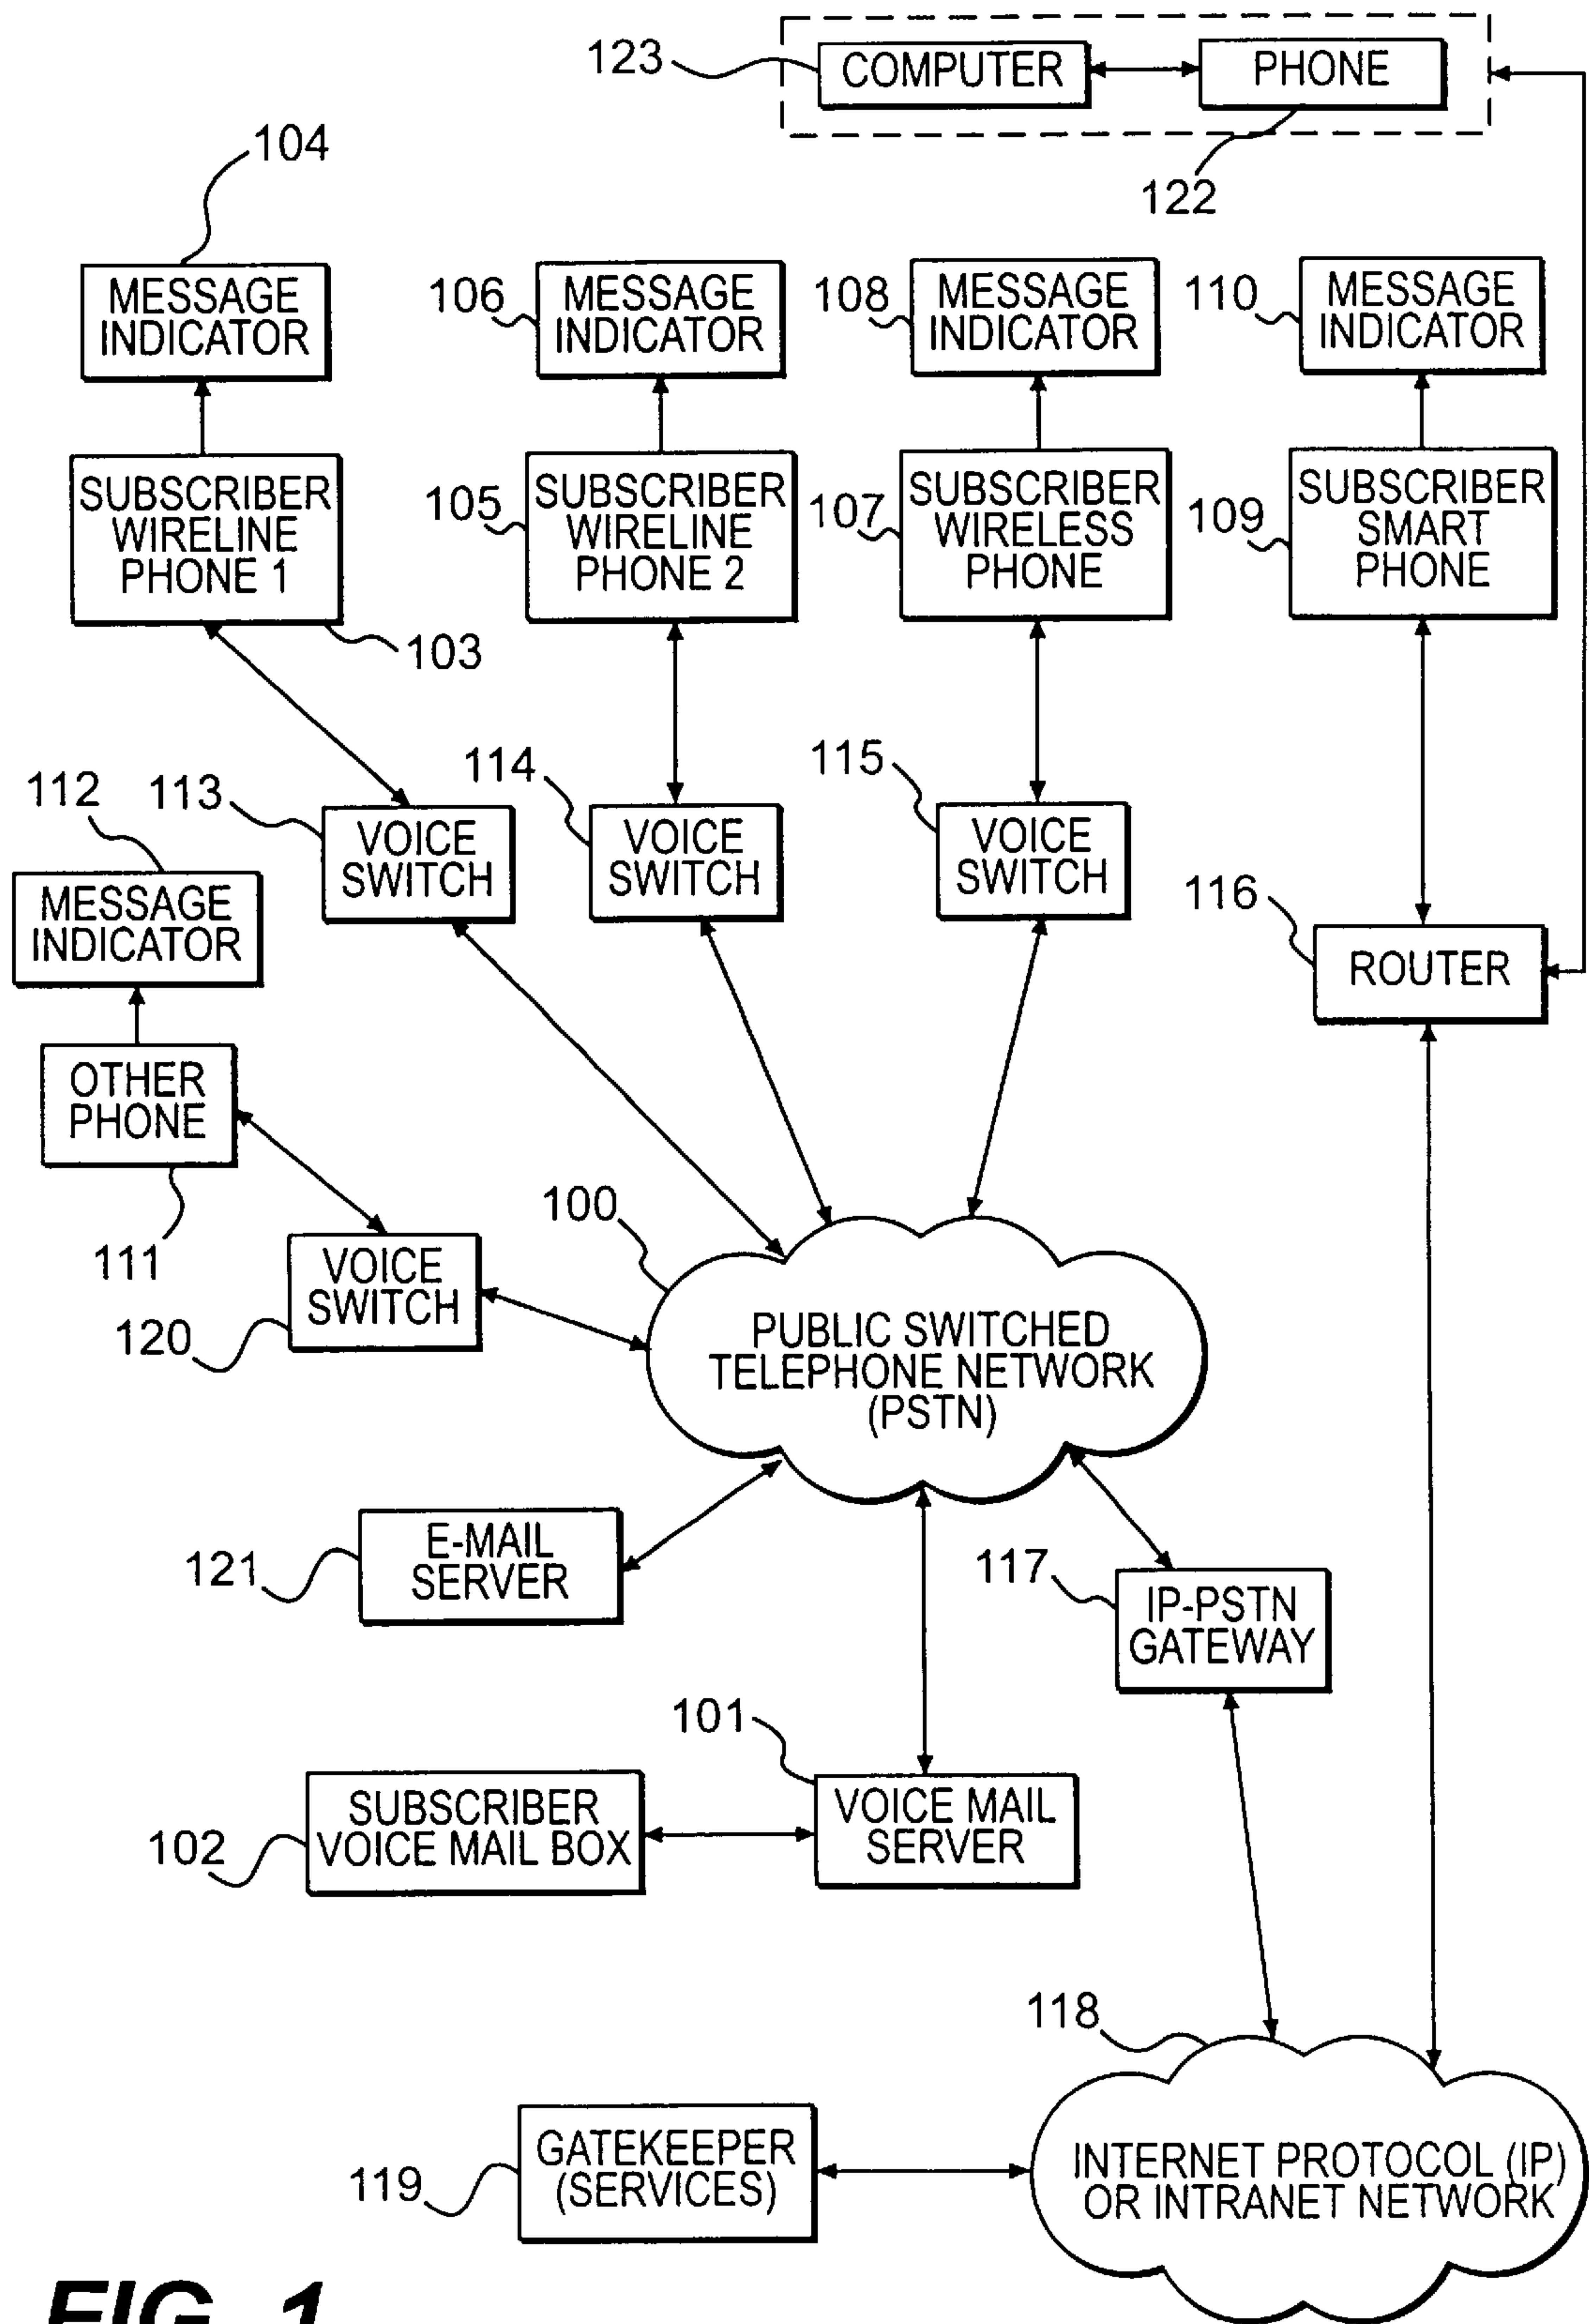 123
COMPUTER
PHONE
122
104
MESSAGE
INDICATOR
106
MESSAGE
INDICATOR
108
MESSAGE
INDICATOR
110
MESSAGE
INDICATOR
SUBSCRIBER
WIRELINE
PHONE 1
103
105
SUBSCRIBER
WIRELINE
PHONE 2
107
SUBSCRIBER
WIRELESS
PHONE
109
SUBSCRIBER
SMART
PHONE
112
MESSAGE
INDICATOR
113
VOICE
SWITCH
114
VOICE
SWITCH
115
VOICE
SWITCH
116
ROUTER
OTHER
PHONE
111
VOICE
SWITCH
120
100
PUBLIC SWITCHED
TELEPHONE NETWORK
(PSTN)
121
E-MAIL
SERVER
117
IP-PSTN
GATEWAY
101
VOICE MAIL
SERVER
102
SUBSCRIBER
VOICE MAIL BOX
118
INTERNET PROTOCOL (IP)
OR INTRANET NETWORK
119
GATEKEEPER
(SERVICES)
FIG. 1